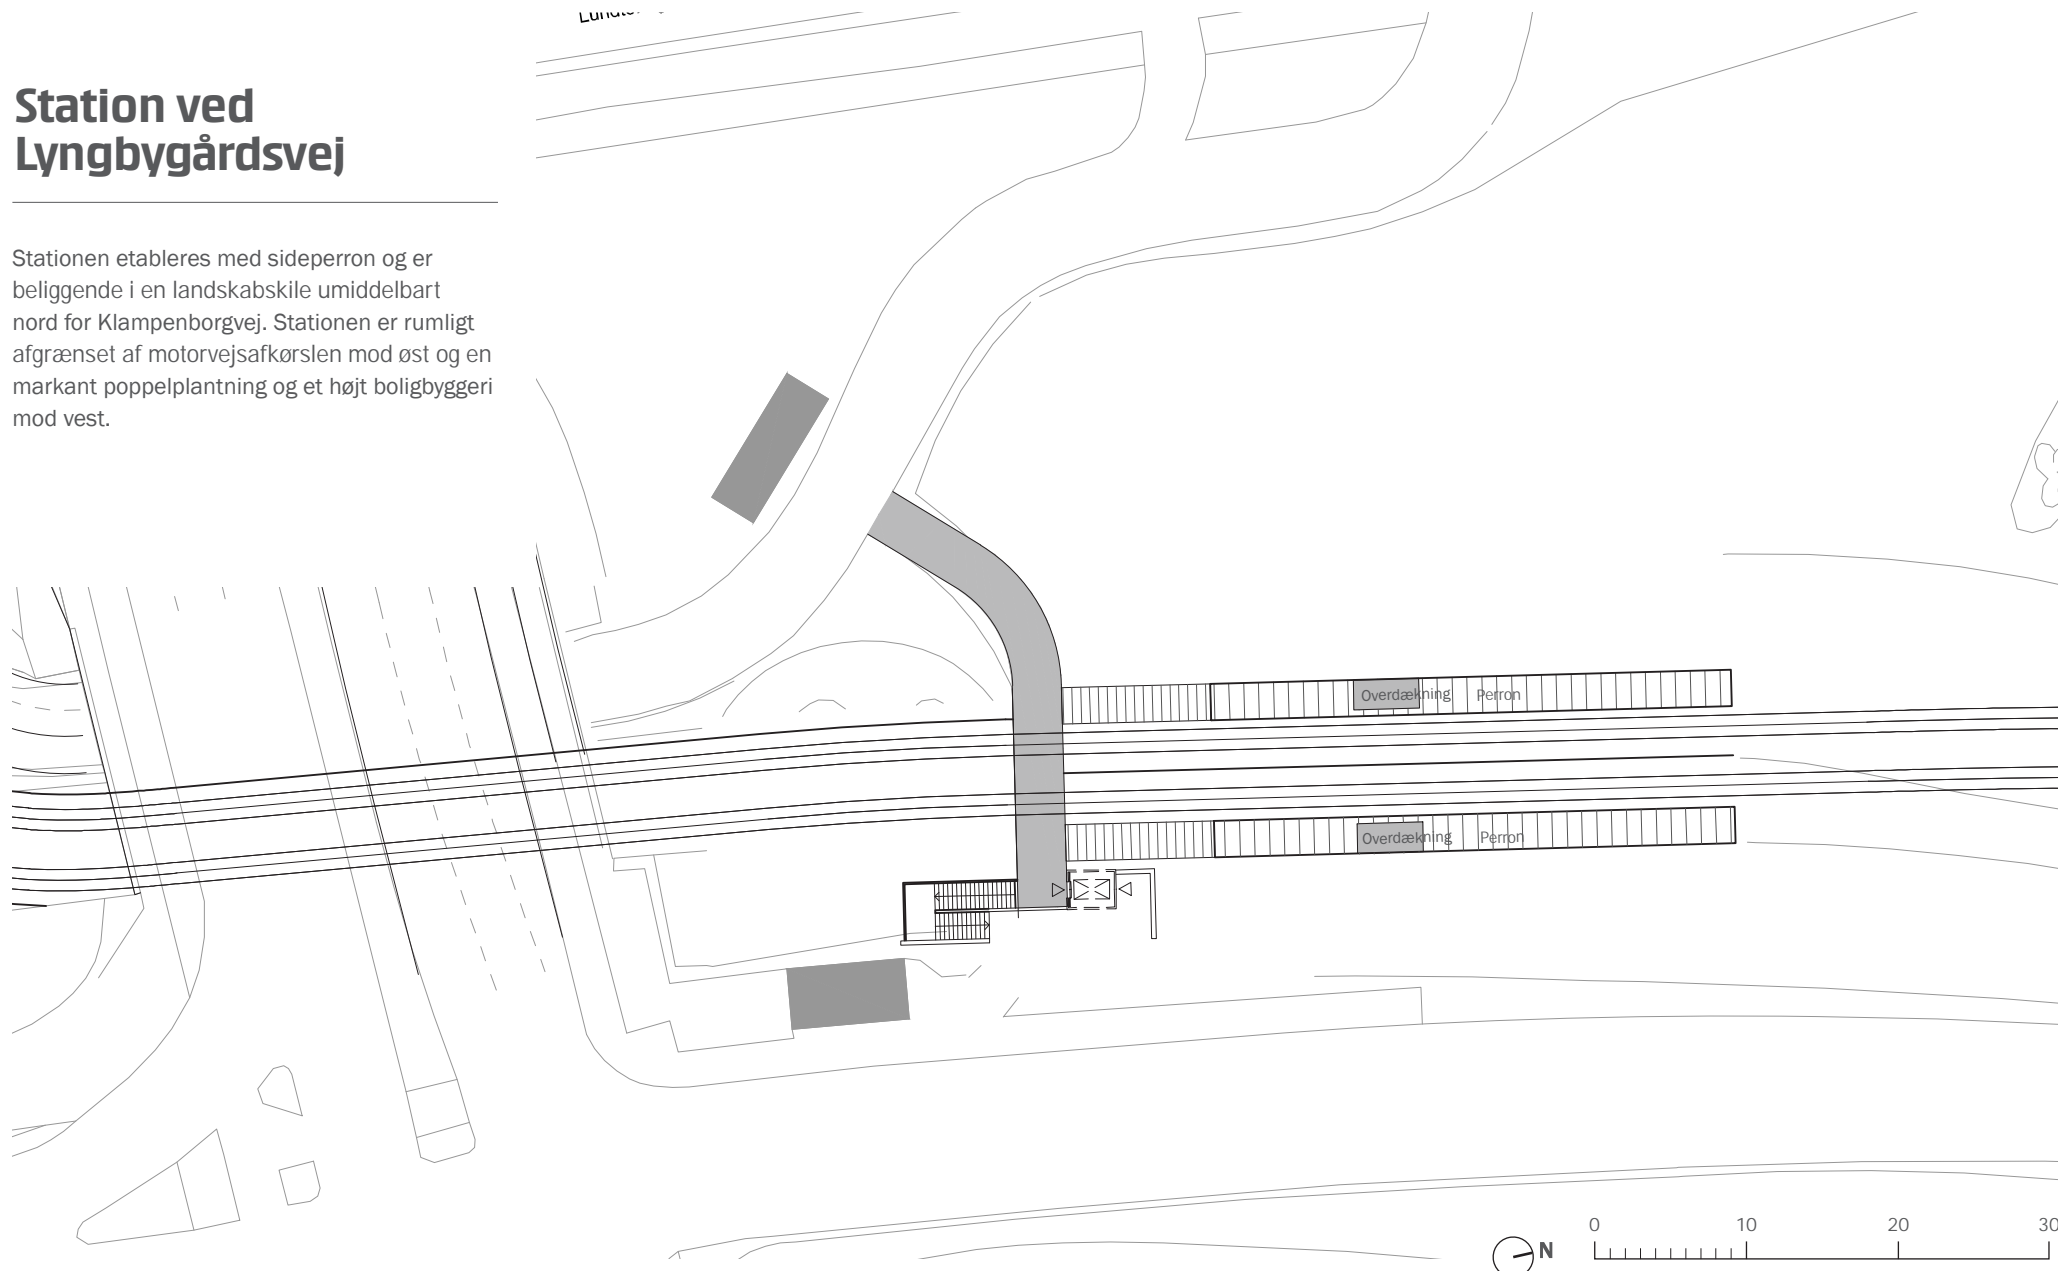 Station ved
Lyngbygårdsvej
Stationen etableres med sideperron og er
beliggende i en landskabskile umiddelbart
nord for Klampenborgvej. Stationen er rumligt
afgrænset af motorvejsafkørslen mod øst og en
markant poppelplantning og et højt boligbyggeri
mod vest.
Overdækning Perron
Overdækning Perron
N
0 10 20 30